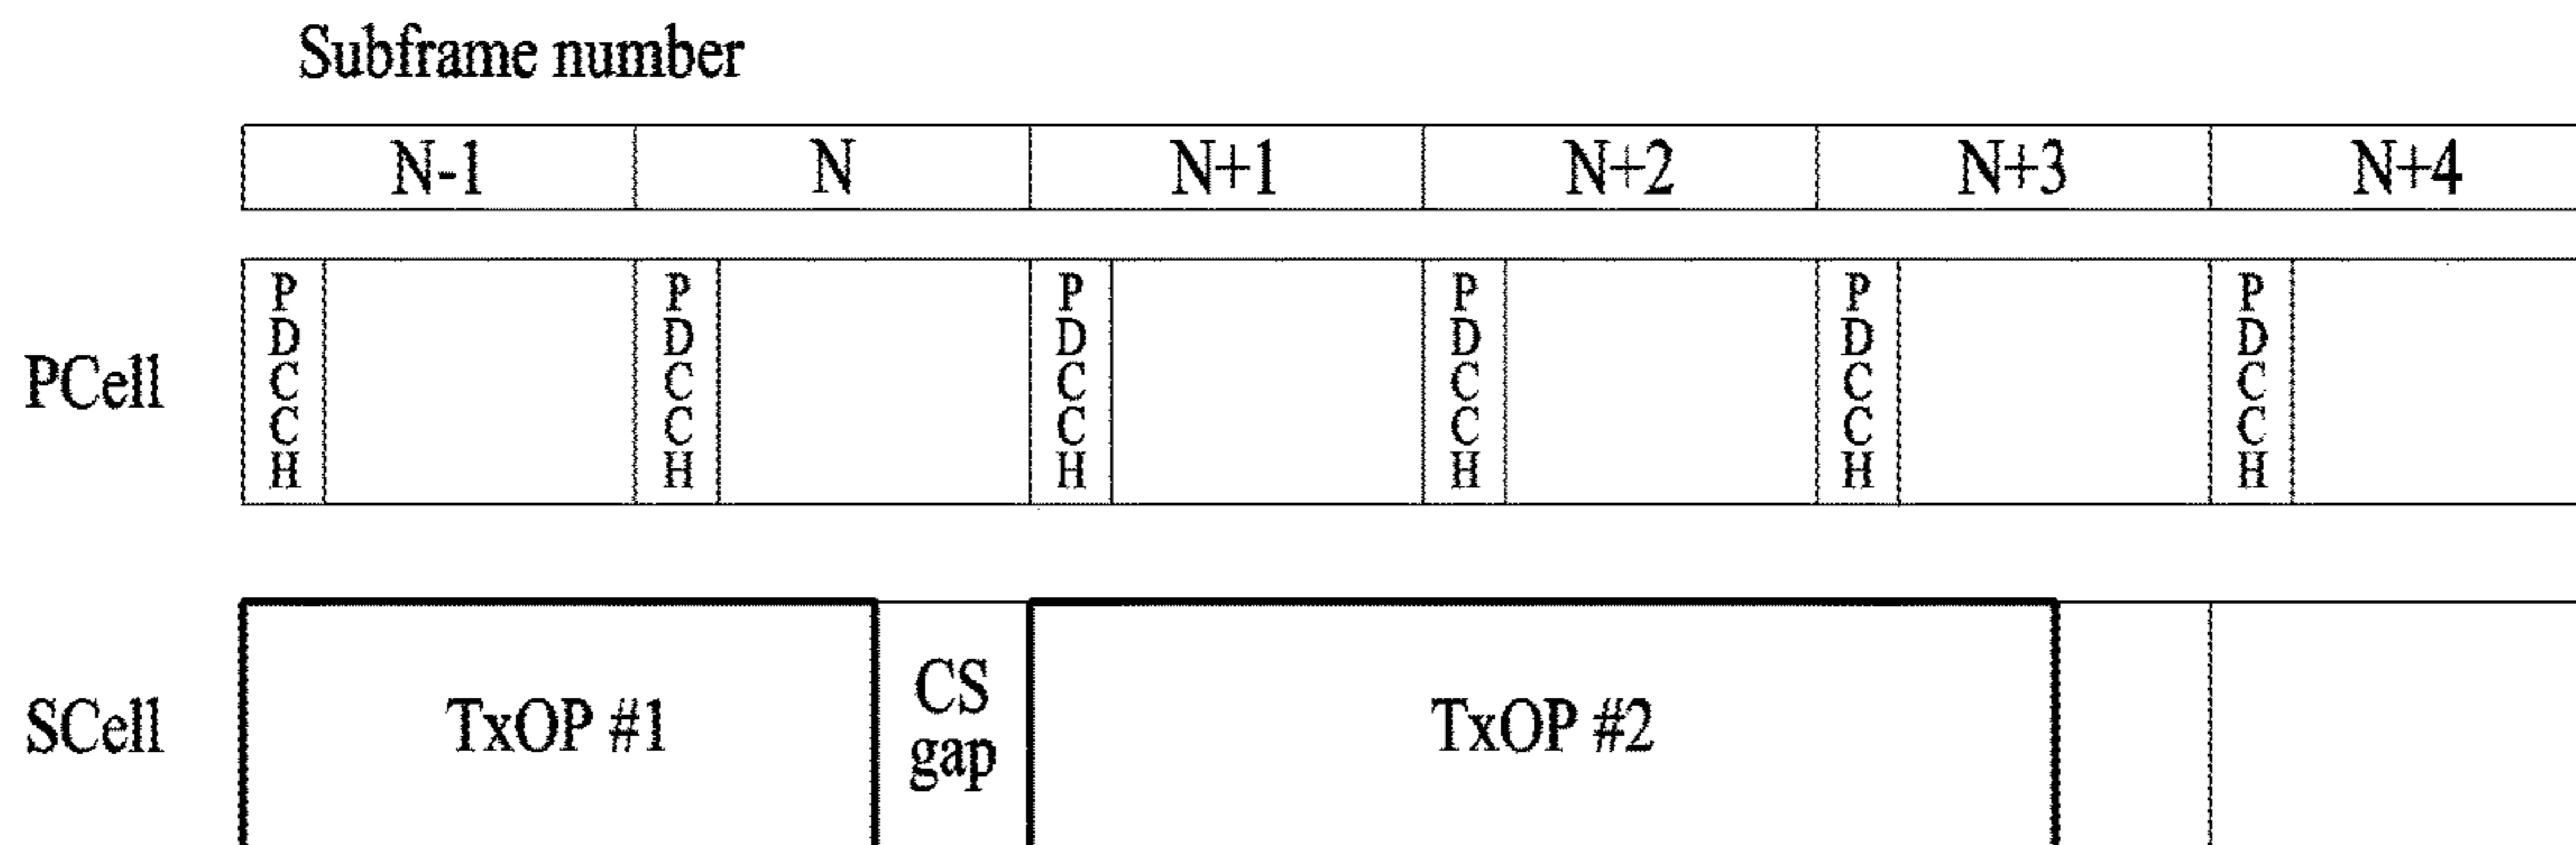 Subframe number
N-1 N N+1 N+2 N+3 N+4
PCell PDCCH PDCCH PDCCH PDCCH PDCCH PDCCH
SCell TxOP #1 CS gap TxOP #2